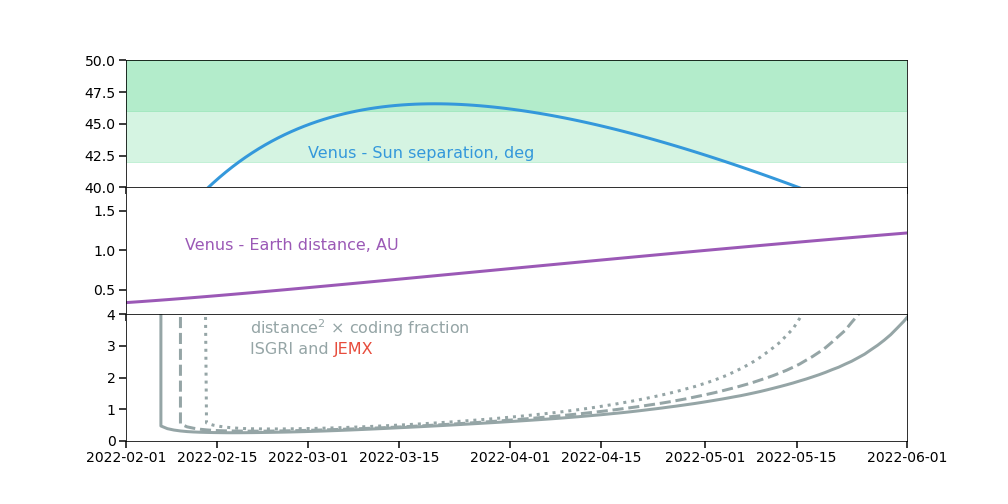 50.0
47.5
45.0
42.5
40.0
Venus - Sun separation, deg
1.5
1.0
0.5
Venus - Earth distance, AU
4
3
2
1
0
distance² × coding fraction
ISGRI and JEMX
2022-02-01 2022-02-15 2022-03-01 2022-03-15 2022-04-01 2022-04-15 2022-05-01 2022-05-15 2022-06-01